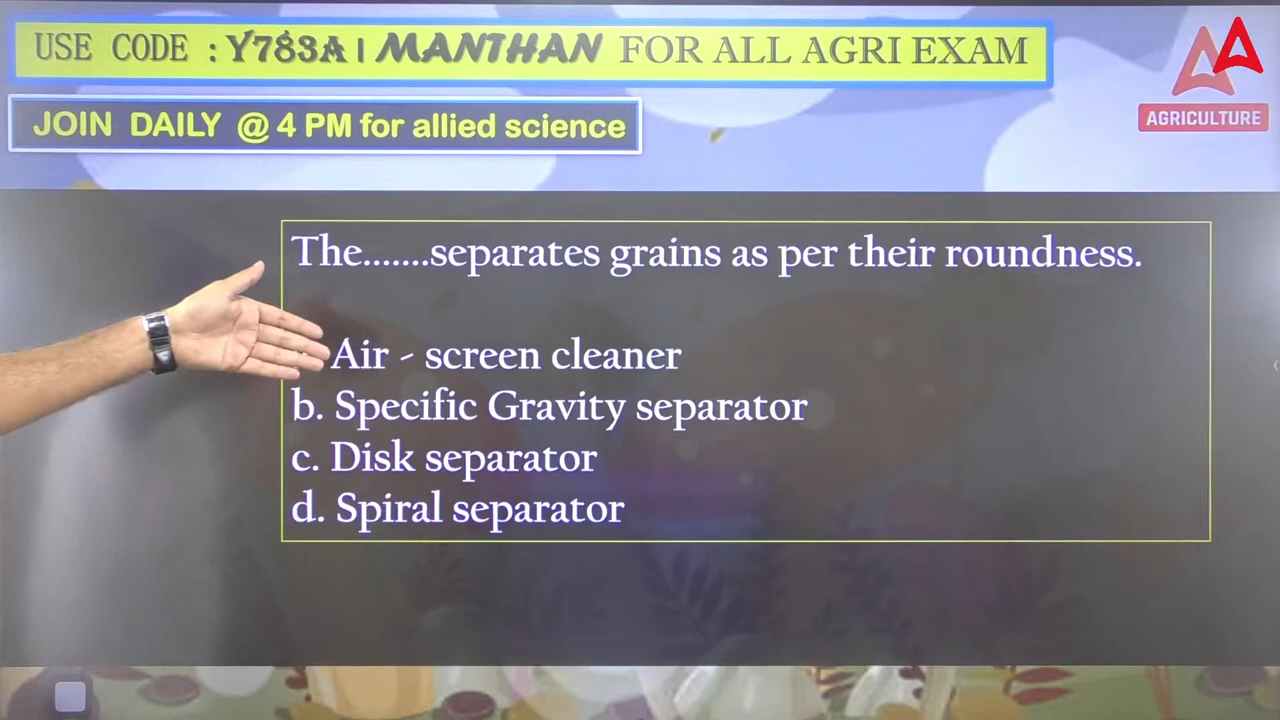 USE CODE : Y783A | MANTHAN FOR ALL AGRI EXAM
JOIN DAILY @ 4 PM for allied science
AGRICULTURE
The.......separates grains as per their roundness.
Air - screen cleaner
b. Specific Gravity separator
c. Disk separator
d. Spiral separator